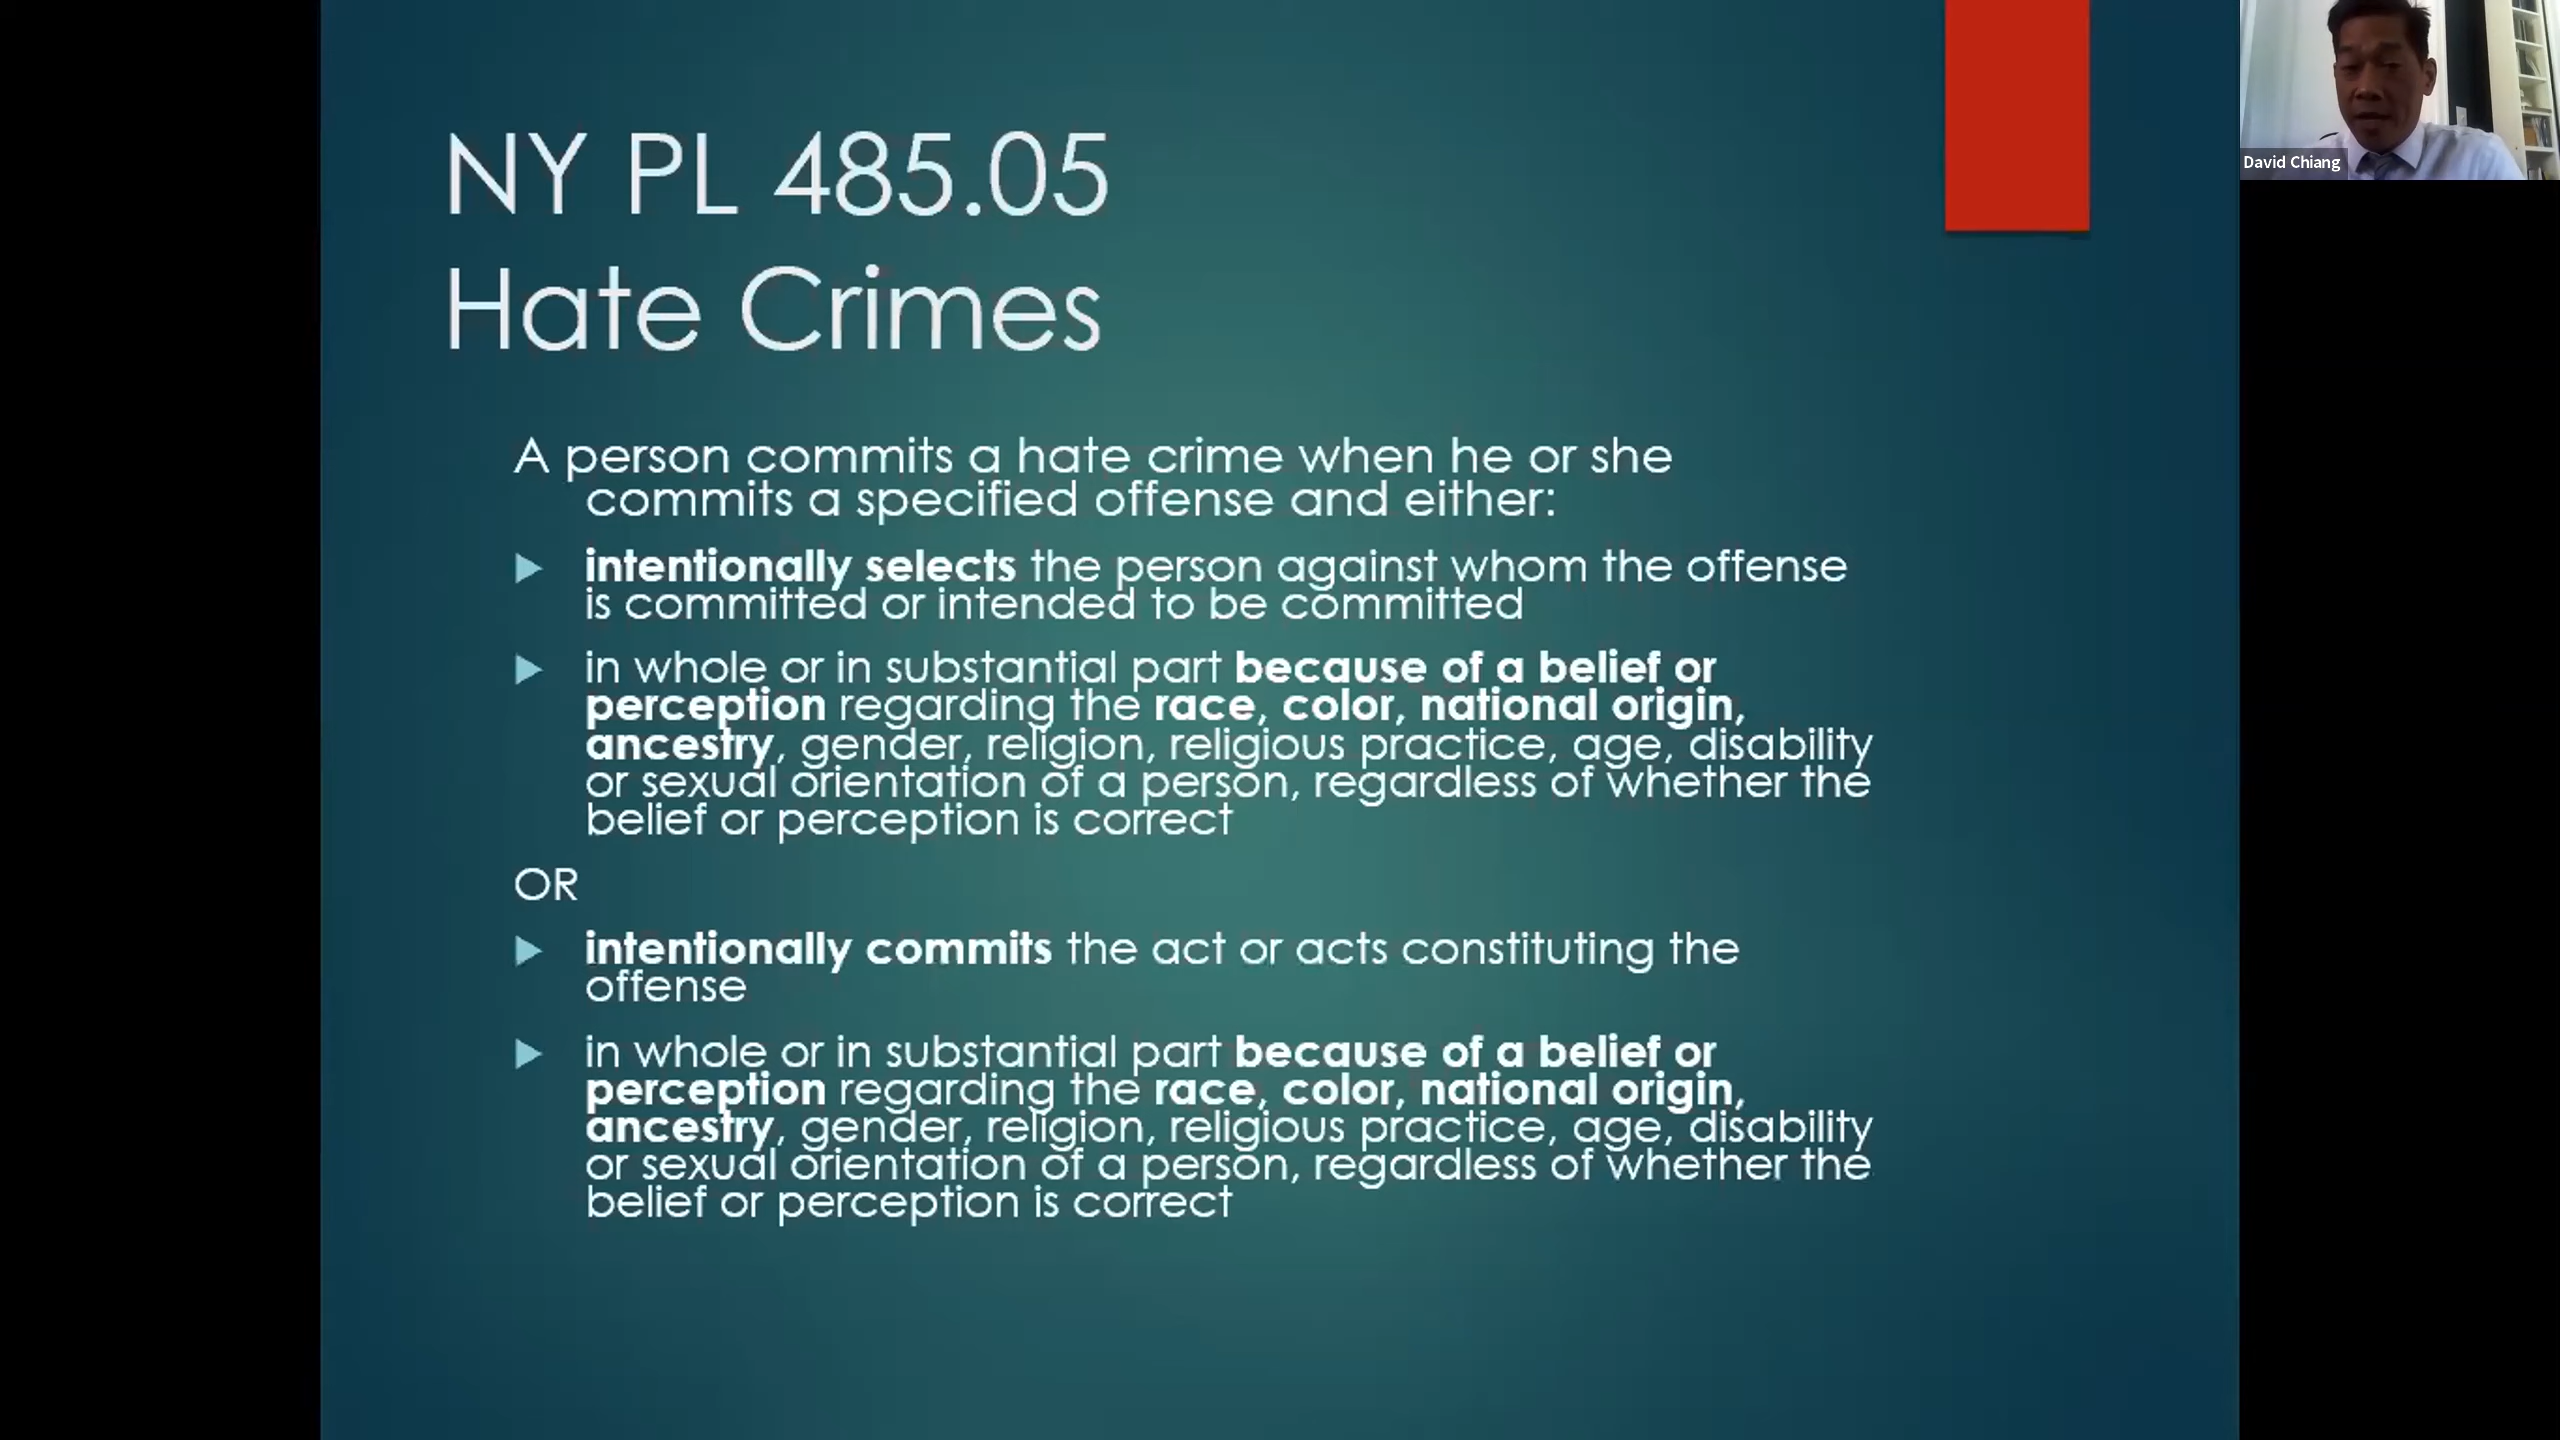 NY PL 485.05
Hate Crimes
A person commits a hate crime when he or she
commits a specified offense and either:
intentionally selects the person against whom the offense
is committed or intended to be committed
in whole or in substantial part because of a belief or
perception regarding the race, color, national origin,
ancestry, gender, religion, religious practice, age, disability
or sexual orientation of a person, regardless of whether the
belief or perception is correct
OR
intentionally commits the act or acts constituting the
offense
in whole or in substantial part because of a belief or
perception regarding the race, color, national origin,
ancestry, gender, religion, religious practice, age, disability
or sexual orientation of a person, regardless of whether the
belief or perception is correct
David Chiang